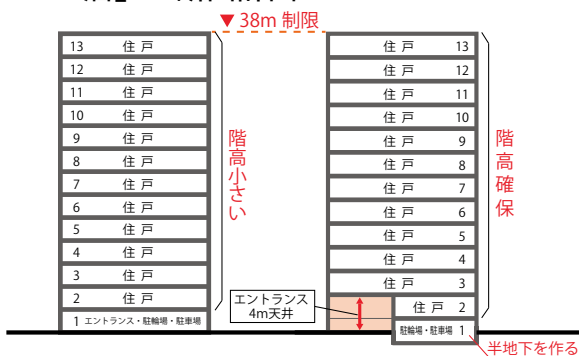 ▼ 38m 制限
13 住 戸
12 住 戸
11 住 戸
10 住 戸
9 住 戸
8 住 戸
7 住 戸
6 住 戸
5 住 戸
4 住 戸
3 住 戸
2 住 戸
1 エントランス・駐輪場・駐車場
階高小さい
住 戸 13
住 戸 12
住 戸 11
住 戸 10
住 戸 9
住 戸 8
住 戸 7
住 戸 6
住 戸 5
住 戸 4
住 戸 3
住 戸 2
駐輪場・駐車場 1
階高確保
エントランス
4m天井
半地下を作る